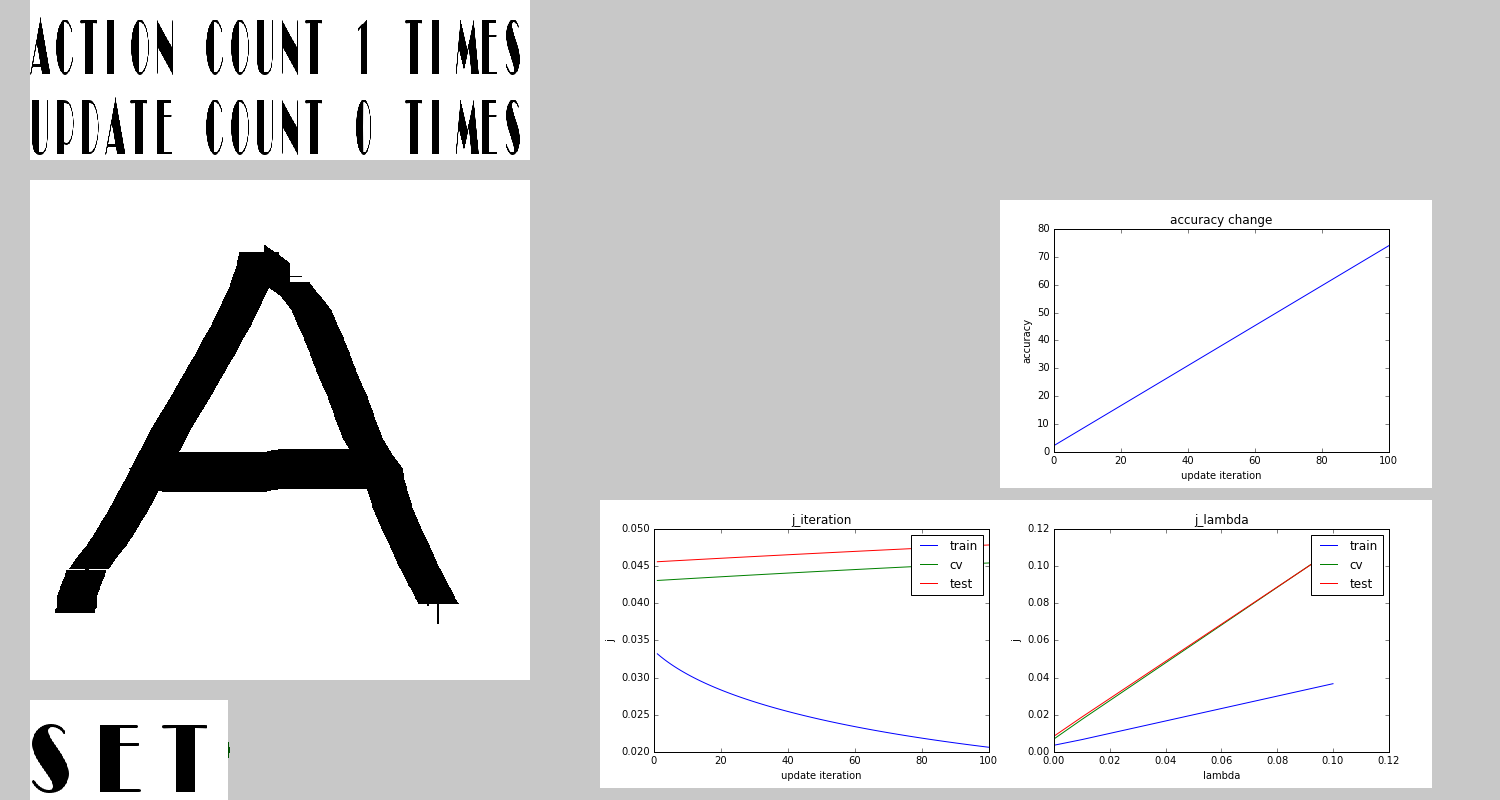 ACTION COUNT 1 TIMES
UPDATE COUNT 0 TIMES
A
SET
accuracy change
80
70
60
50
40
30
20
10
0
accuracy
0 20 40 60 80 100
update iteration
j_iteration
0.050
0.045
0.040
0.035
0.030
0.025
0.020
j
train
cv
test
0 20 40 60 80 100
update iteration
j_lambda
0.12
0.10
0.08
0.06
0.04
0.02
0.00
j
train
cv
test
0.00 0.02 0.04 0.06 0.08 0.10 0.12
lambda